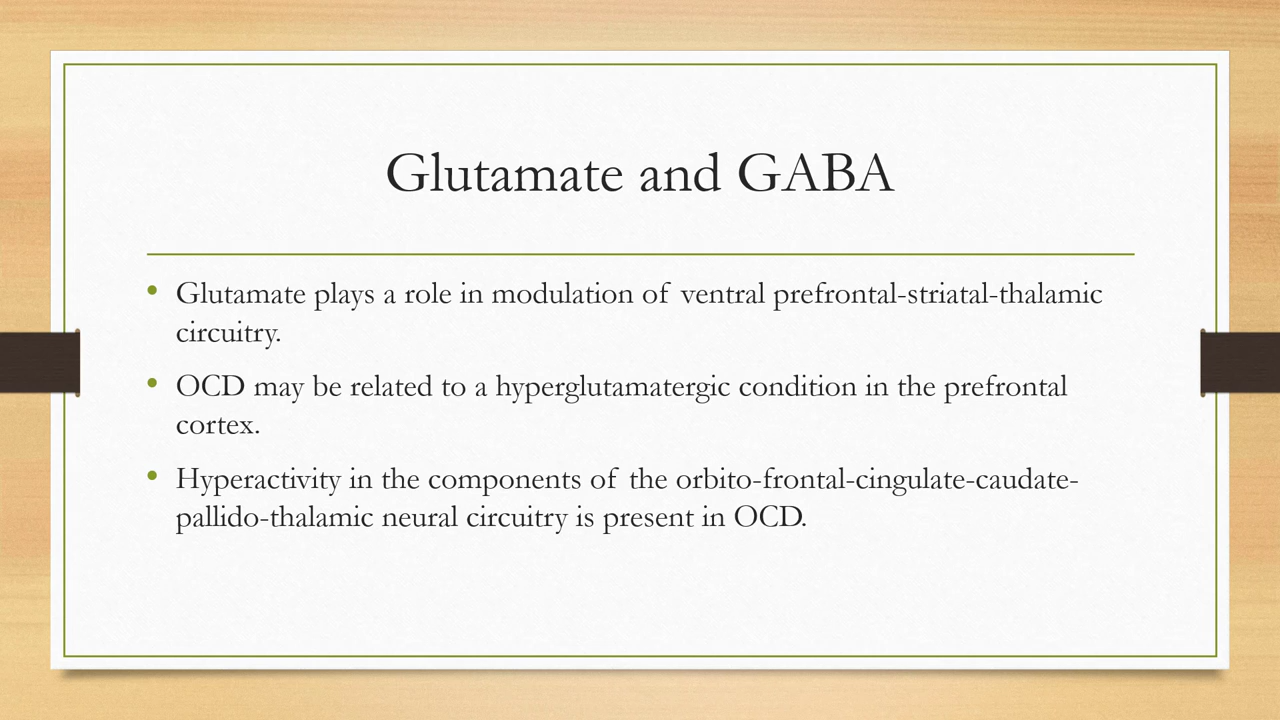 Glutamate and GABA
• Glutamate plays a role in modulation of ventral prefrontal-striatal-thalamic
circuitry.
• OCD may be related to a hyperglutamatergic condition in the prefrontal
cortex.
• Hyperactivity in the components of the orbito-frontal-cingulate-caudate-
pallido-thalamic neural circuitry is present in OCD.